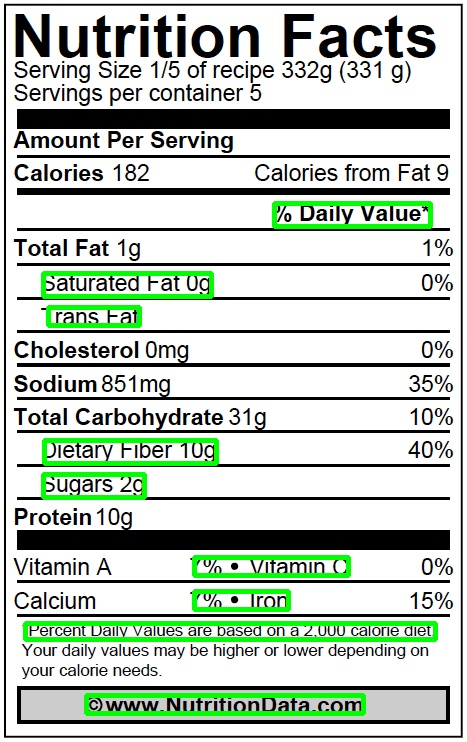 Nutrition Facts
Serving Size 1/5 of recipe 332g (331 g)
Servings per container 5
Amount Per Serving
Calories 182 Calories from Fat 9
% Daily Value*
Total Fat 1g 1%
Saturated Fat 0g 0%
Trans Fat
Cholesterol 0mg 0%
Sodium 851mg 35%
Total Carbohydrate 31g 10%
Dietary Fiber 10g 40%
Sugars 2g
Protein 10g
Vitamin A 7% • Vitamin C 0%
Calcium 7% • Iron 15%
Percent Daily Values are based on a 2,000 calorie diet.
Your daily values may be higher or lower depending on
your calorie needs.
©www.NutritionData.com